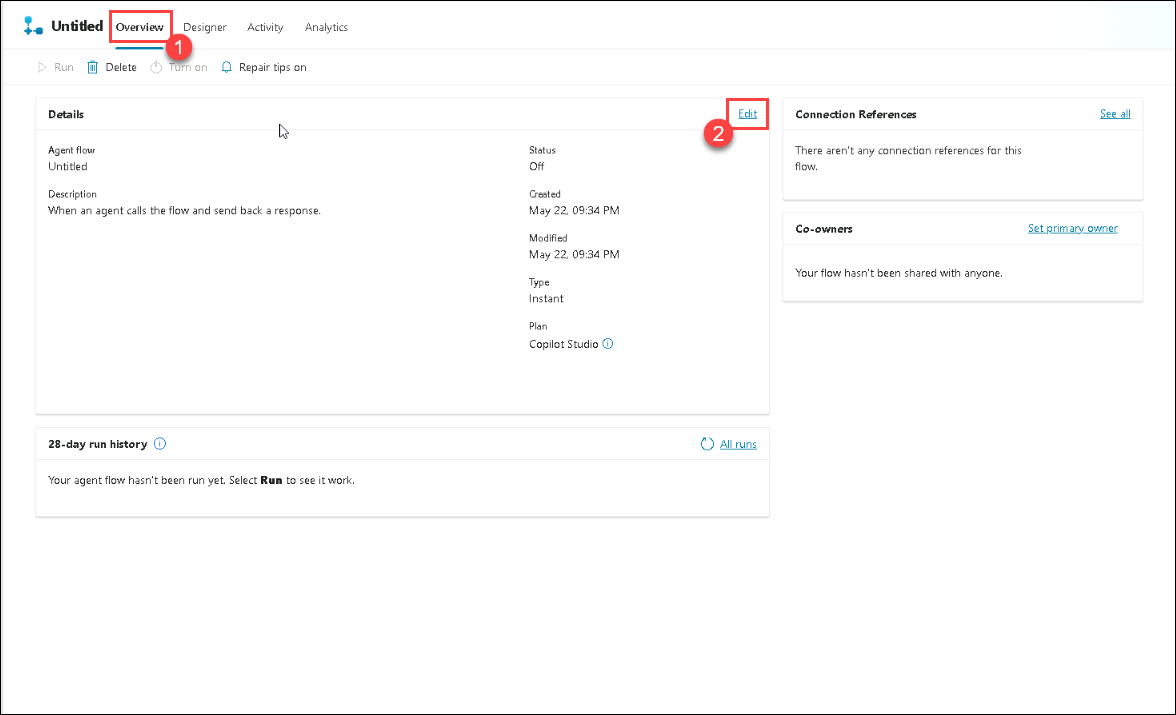 Untitled Overview Designer Activity Analytics
1
Run Delete Turn on Repair tips on
Details Edit
2
Agent flow
Untitled
Description
When an agent calls the flow and send back a response.
Status
Off
Created
May 22, 09:34 PM
Modified
May 22, 09:34 PM
Type
Instant
Plan
Copilot Studio
28-day run history All runs
Your agent flow hasn't been run yet. Select Run to see it work.
Connection References See all
There aren't any connection references for this
flow.
Co-owners Set primary owner
Your flow hasn't been shared with anyone.